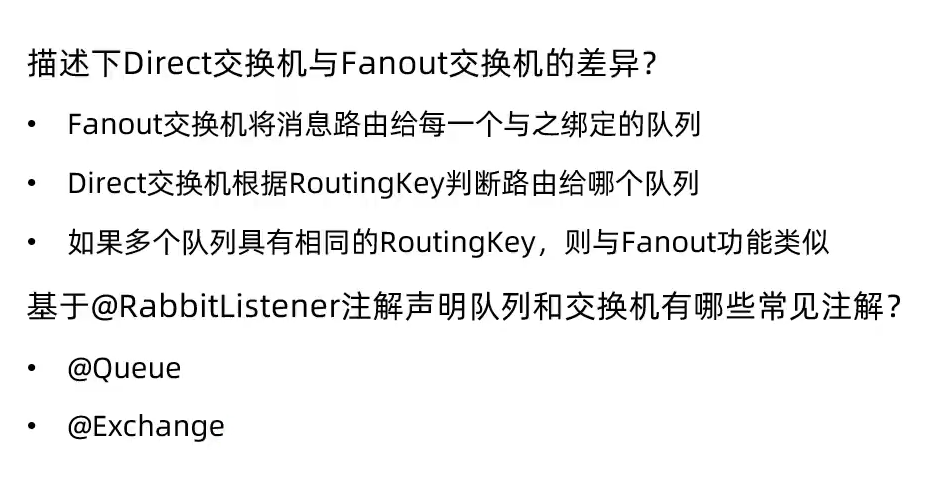 描述下Direct交换机与Fanout交换机的差异？
• Fanout交换机将消息路由给每一个与之绑定的队列
• Direct交换机根据RoutingKey判断路由给哪个队列
• 如果多个队列具有相同的RoutingKey，则与Fanout功能类似
基于@RabbitListener注解声明队列和交换机有哪些常见注解？
• @Queue
• @Exchange